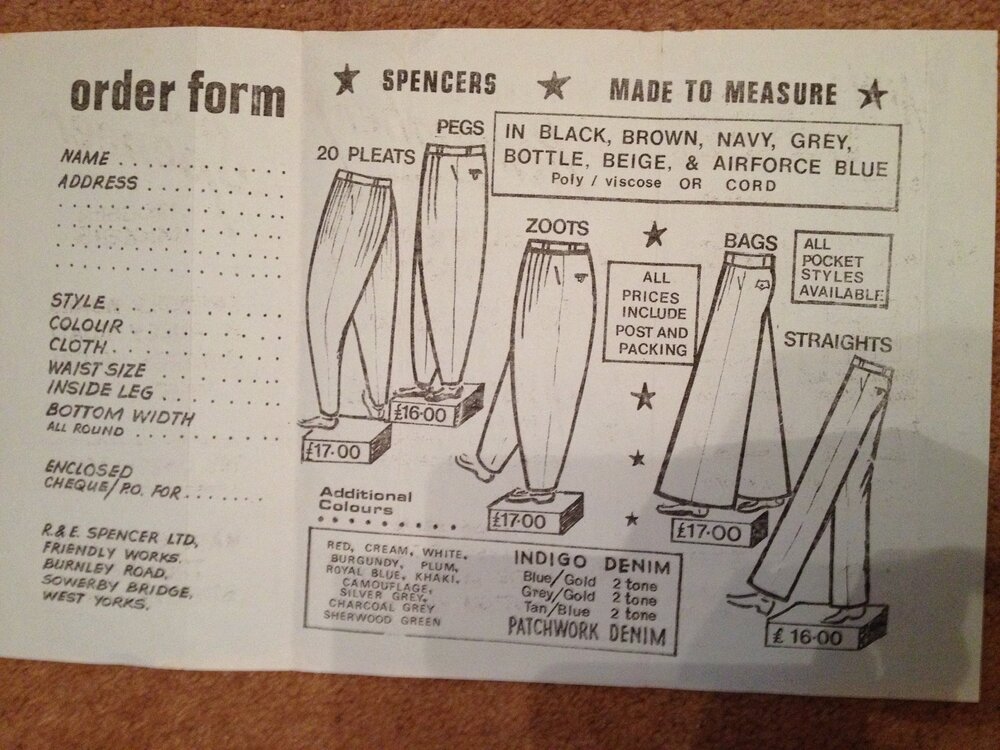 order form
NAME . . . . . . . . . . . . .
ADDRESS . . . . . . . . . . .
STYLE . . . . . . . . . . . . .
COLOUR . . . . . . . . . . . .
CLOTH . . . . . . . . . . . . .
WAIST SIZE . . . . . . . . . .
INSIDE LEG . . . . . . . . . .
BOTTOM WIDTH
ALL ROUND . . . . . . . . . . .
ENCLOSED
CHEQUE/P.O. FOR . . . . . . . .
R.& E. SPENCER LTD,
FRIENDLY WORKS.
BURNLEY ROAD,
SOWERBY BRIDGE,
WEST YORKS.
★ SPENCERS ★ MADE TO MEASURE ★
IN BLACK, BROWN, NAVY, GREY,
BOTTLE, BEIGE, & AIRFORCE BLUE
Poly / viscose OR CORD
20 PLEATS
£17·00
PEGS
£16·00
ZOOTS
£17·00
ALL
PRICES
INCLUDE
POST AND
PACKING
BAGS
£17·00
ALL
POCKET
STYLES
AVAILABLE
STRAIGHTS
£16·00
Additional
Colours
RED, CREAM, WHITE,
BURGUNDY, PLUM,
ROYAL BLUE, KHAKI,
CAMOUFLAGE,
SILVER GREY,
CHARCOAL GREY
SHERWOOD GREEN
INDIGO DENIM
Blue/Gold 2 tone
Grey/Gold 2 tone
Tan/Blue 2 tone
PATCHWORK DENIM